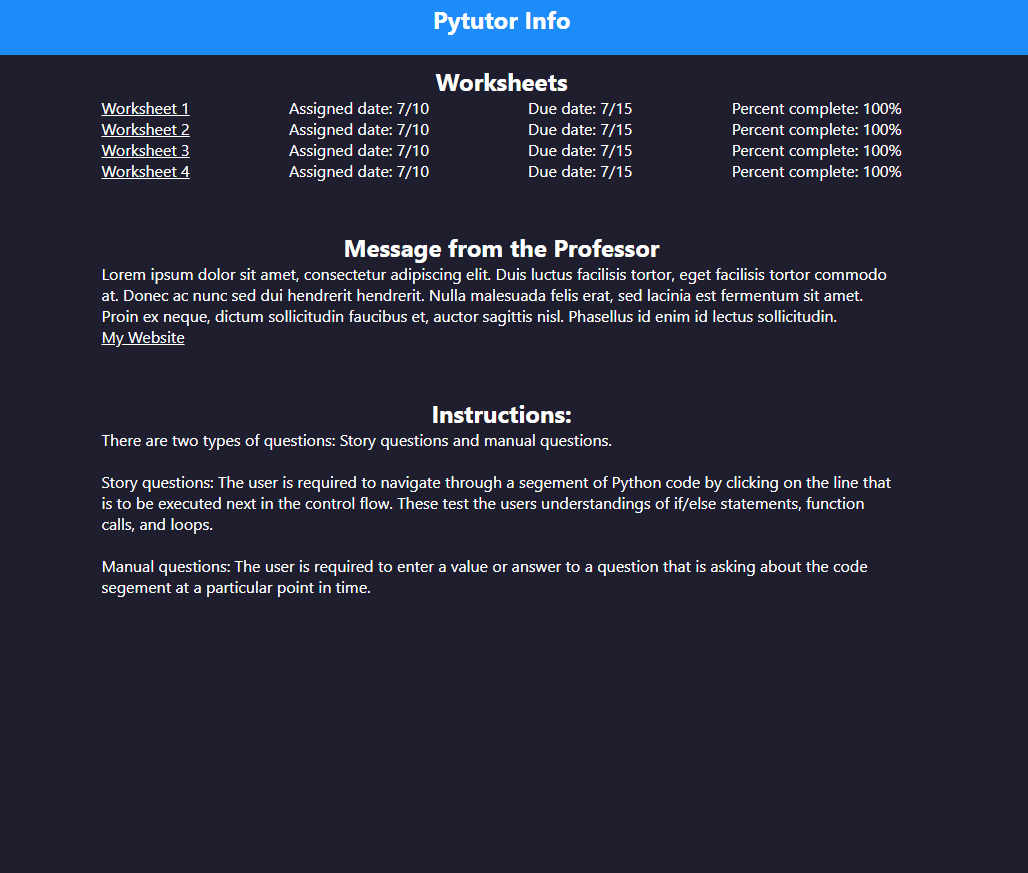 Pytutor Info
Worksheets
Worksheet 1 Assigned date: 7/10 Due date: 7/15 Percent complete: 100%
Worksheet 2 Assigned date: 7/10 Due date: 7/15 Percent complete: 100%
Worksheet 3 Assigned date: 7/10 Due date: 7/15 Percent complete: 100%
Worksheet 4 Assigned date: 7/10 Due date: 7/15 Percent complete: 100%
Message from the Professor
Lorem ipsum dolor sit amet, consectetur adipiscing elit. Duis luctus facilisis tortor, eget facilisis tortor commodo
at. Donec ac nunc sed dui hendrerit hendrerit. Nulla malesuada felis erat, sed lacinia est fermentum sit amet.
Proin ex neque, dictum sollicitudin faucibus et, auctor sagittis nisl. Phasellus id enim id lectus sollicitudin.
My Website
Instructions:
There are two types of questions: Story questions and manual questions.
Story questions: The user is required to navigate through a segement of Python code by clicking on the line that
is to be executed next in the control flow. These test the users understandings of if/else statements, function
calls, and loops.
Manual questions: The user is required to enter a value or answer to a question that is asking about the code
segement at a particular point in time.